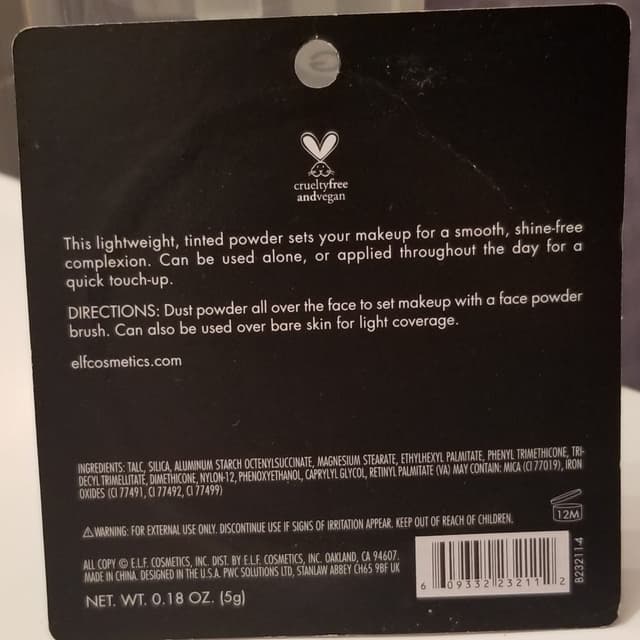 crueltyfree
andvegan
This lightweight, tinted powder sets your makeup for a smooth, shine-free
complexion. Can be used alone, or applied throughout the day for a
quick touch-up.
DIRECTIONS: Dust powder all over the face to set makeup with a face powder
brush. Can also be used over bare skin for light coverage.
elfcosmetics.com
INGREDIENTS: TALC, SILICA, ALUMINUM STARCH OCTENYLSUCCINATE, MAGNESIUM STEARATE, ETHYLHEXYL PALMITATE, PHENYL TRIMETHICONE, TRI-
DECYL TRIMELLITATE, DIMETHICONE, NYLON-12, PHENOXYETHANOL, CAPRYLYL GLYCOL, RETINYL PALMITATE (VA) MAY CONTAIN: MICA (CI 77019), IRON
OXIDES (CI 77491, CI 77492, CI 77499)
12M
WARNING: FOR EXTERNAL USE ONLY. DISCONTINUE USE IF SIGNS OF IRRITATION APPEAR. KEEP OUT OF REACH OF CHILDREN.
ALL COPY © E.L.F. COSMETICS, INC. DIST. BY E.L.F. COSMETICS, INC. OAKLAND, CA 94607.
MADE IN CHINA. DESIGNED IN THE U.S.A. PWC SOLUTIONS LTD, STANLAW ABBEY CH65 9BF UK
NET. WT. 0.18 OZ. (5g)
6 09332 23211 2
B23211-4